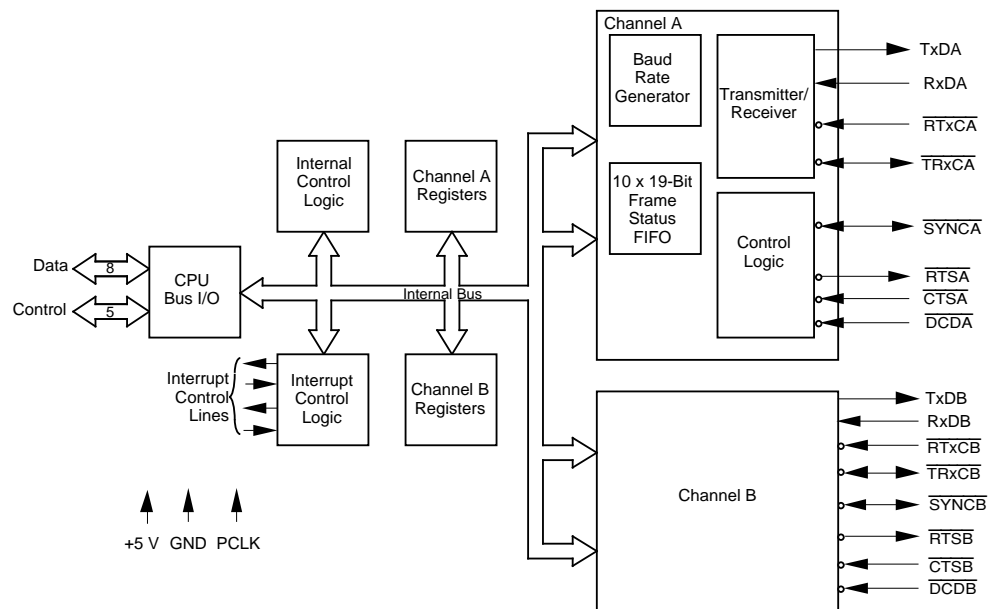 Channel A
Baud
Rate
Generator
Transmitter/
Receiver
10 x 19-Bit
Frame
Status
FIFO
Control
Logic
TxDA
RxDA
RTxCA
TRxCA
SYNCA
RTSA
CTSA
DCDA
Internal
Control
Logic
Channel A
Registers
Data
8
Control
5
CPU
Bus I/O
Internal Bus
Interrupt
Control
Lines
Interrupt
Control
Logic
Channel B
Registers
Channel B
TxDB
RxDB
RTxCB
TRxCB
SYNCB
RTSB
CTSB
DCDB
+5 V GND PCLK